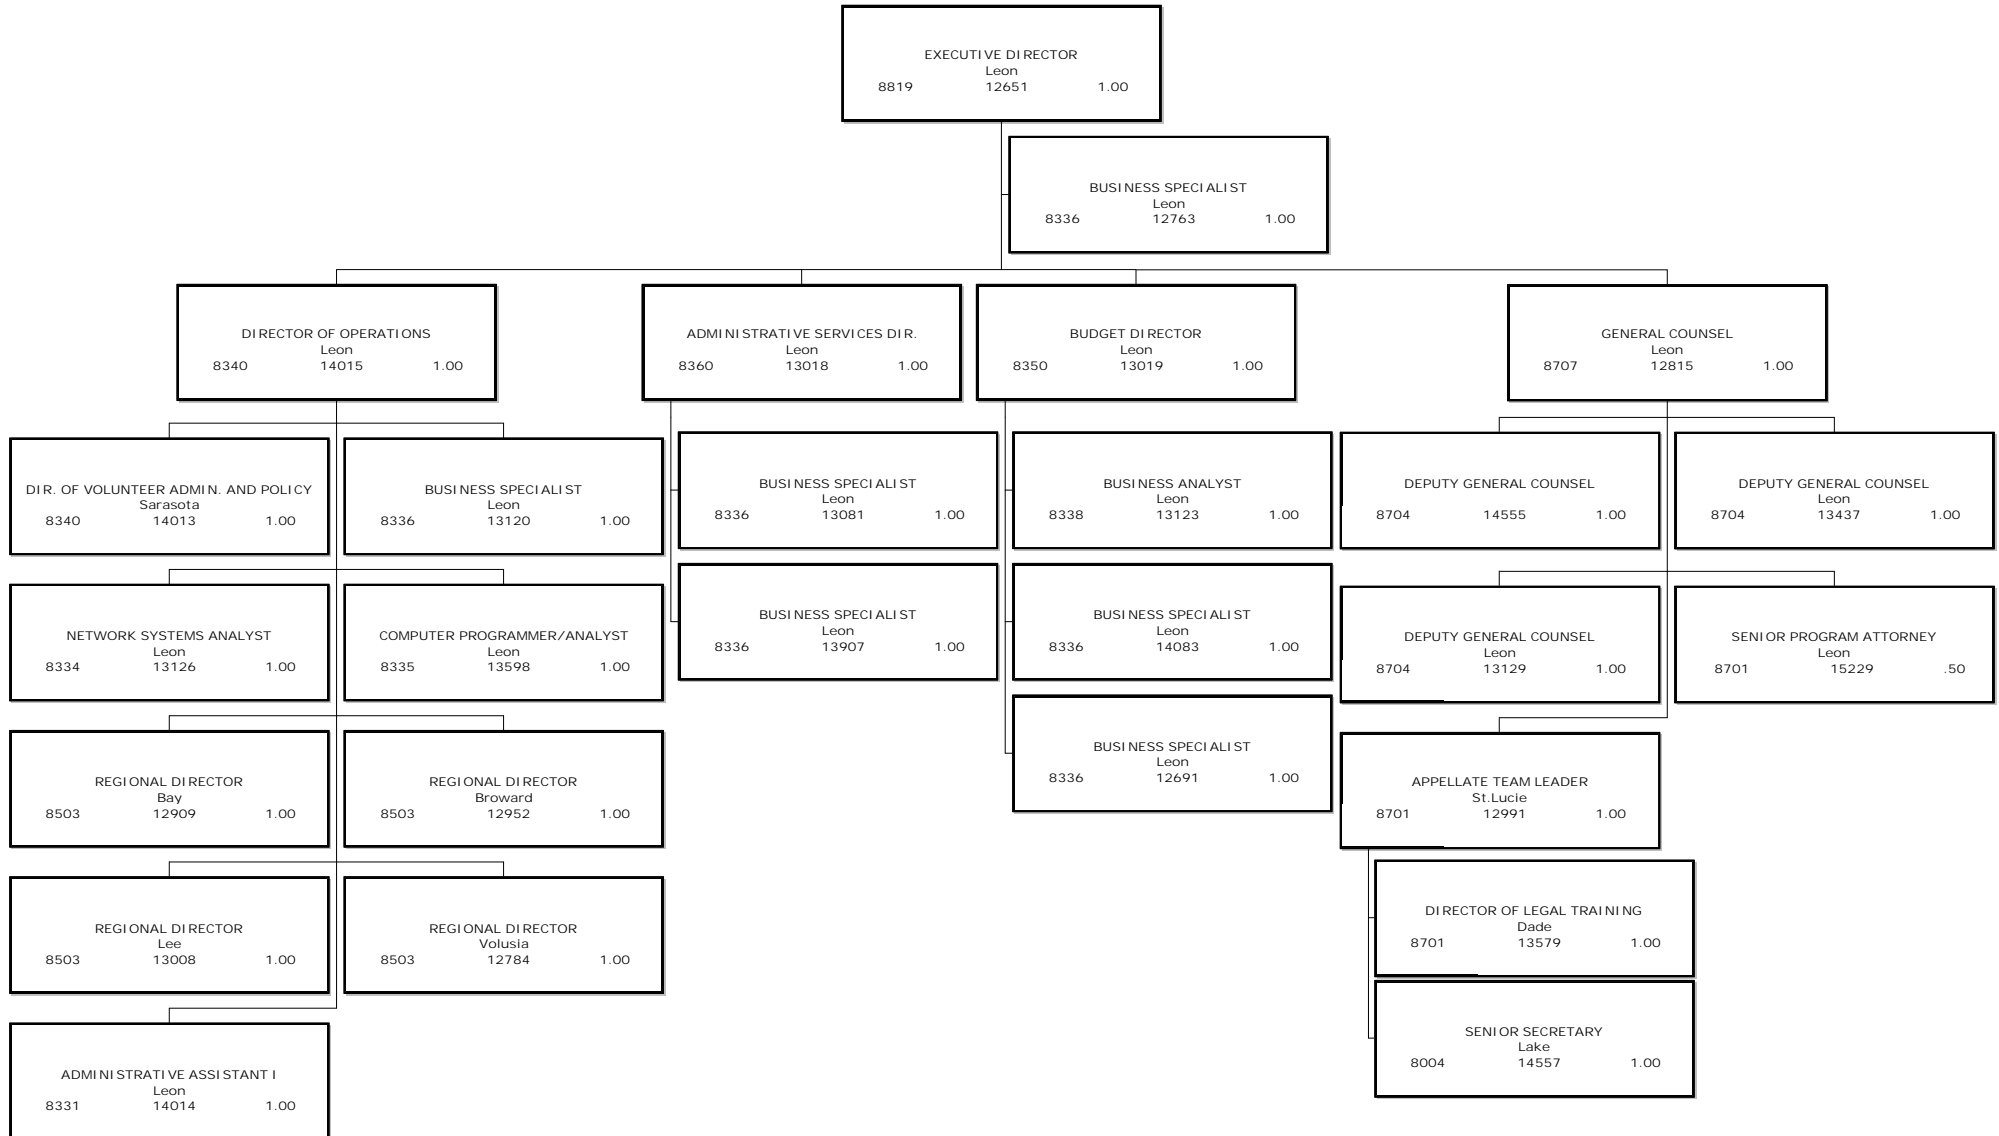 EXECUTIVE DIRECTOR
Leon
8819 12651 1.00
BUSINESS SPECIALIST
Leon
8336 12763 1.00
DIRECTOR OF OPERATIONS
Leon
8340 14015 1.00
ADMINISTRATIVE SERVICES DIR.
Leon
8360 13018 1.00
BUDGET DIRECTOR
Leon
8350 13019 1.00
GENERAL COUNSEL
Leon
8707 12815 1.00
DIR. OF VOLUNTEER ADMIN. AND POLICY
Sarasota
8340 14013 1.00
BUSINESS SPECIALIST
Leon
8336 13120 1.00
BUSINESS SPECIALIST
Leon
8336 13081 1.00
BUSINESS ANALYST
Leon
8338 13123 1.00
DEPUTY GENERAL COUNSEL
8704 14555 1.00
DEPUTY GENERAL COUNSEL
Leon
8704 13437 1.00
NETWORK SYSTEMS ANALYST
Leon
8334 13126 1.00
COMPUTER PROGRAMMER/ANALYST
Leon
8335 13598 1.00
BUSINESS SPECIALIST
Leon
8336 13907 1.00
BUSINESS SPECIALIST
Leon
8336 14083 1.00
DEPUTY GENERAL COUNSEL
Leon
8704 13129 1.00
SENIOR PROGRAM ATTORNEY
Leon
8701 15229 .50
REGIONAL DIRECTOR
Bay
8503 12909 1.00
REGIONAL DIRECTOR
Broward
8503 12952 1.00
BUSINESS SPECIALIST
Leon
8336 12691 1.00
APPELLATE TEAM LEADER
St.Lucie
8701 12991 1.00
REGIONAL DIRECTOR
Lee
8503 13008 1.00
REGIONAL DIRECTOR
Volusia
8503 12784 1.00
DIRECTOR OF LEGAL TRAINING
Dade
8701 13579 1.00
SENIOR SECRETARY
Lake
8004 14557 1.00
ADMINISTRATIVE ASSISTANT I
Leon
8331 14014 1.00